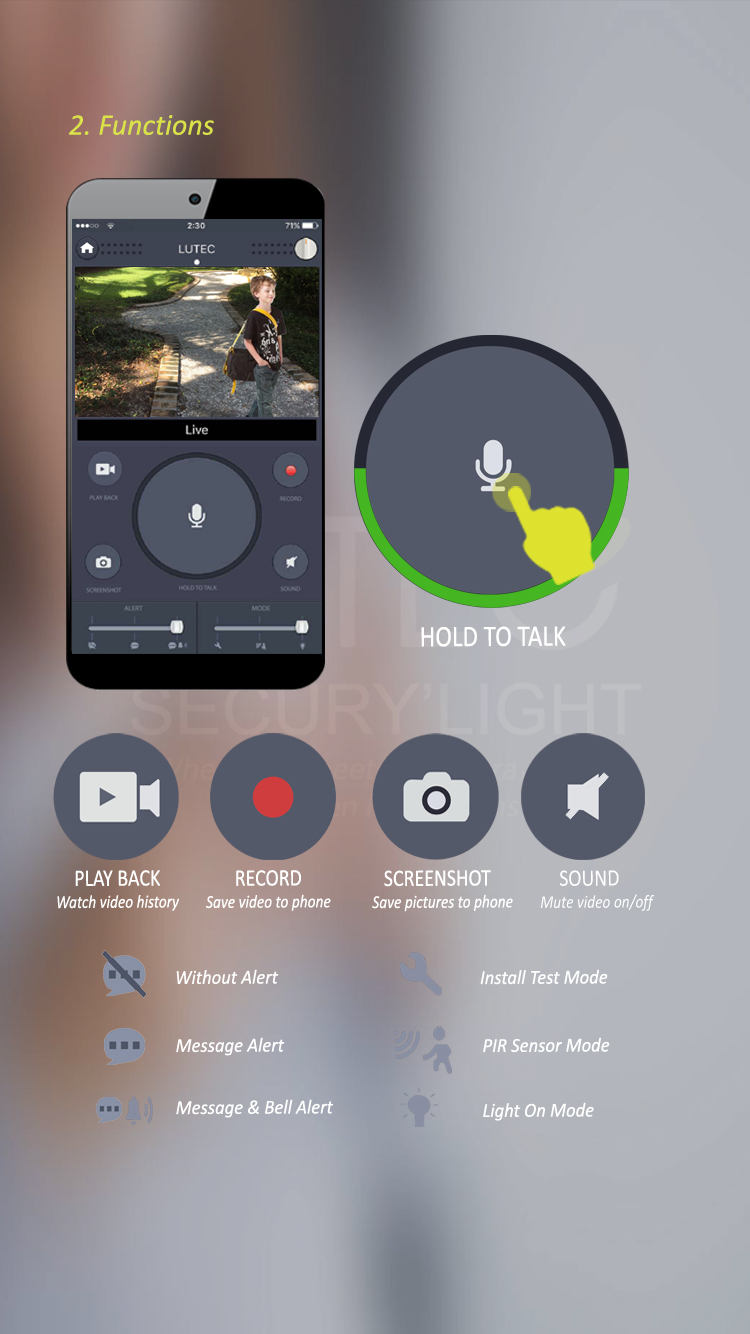 2. Functions
2:30
71%
LUTEC
Live
PLAY BACK
RECORD
SCREENSHOT
HOLD TO TALK
SOUND
ALERT
MODE
HOLD TO TALK
SECURY'LIGHT
PLAY BACK
RECORD
SCREENSHOT
SOUND
Watch video history
Save video to phone
Save pictures to phone
Mute video on/off
Without Alert
Install Test Mode
Message Alert
PIR Sensor Mode
Message & Bell Alert
Light On Mode